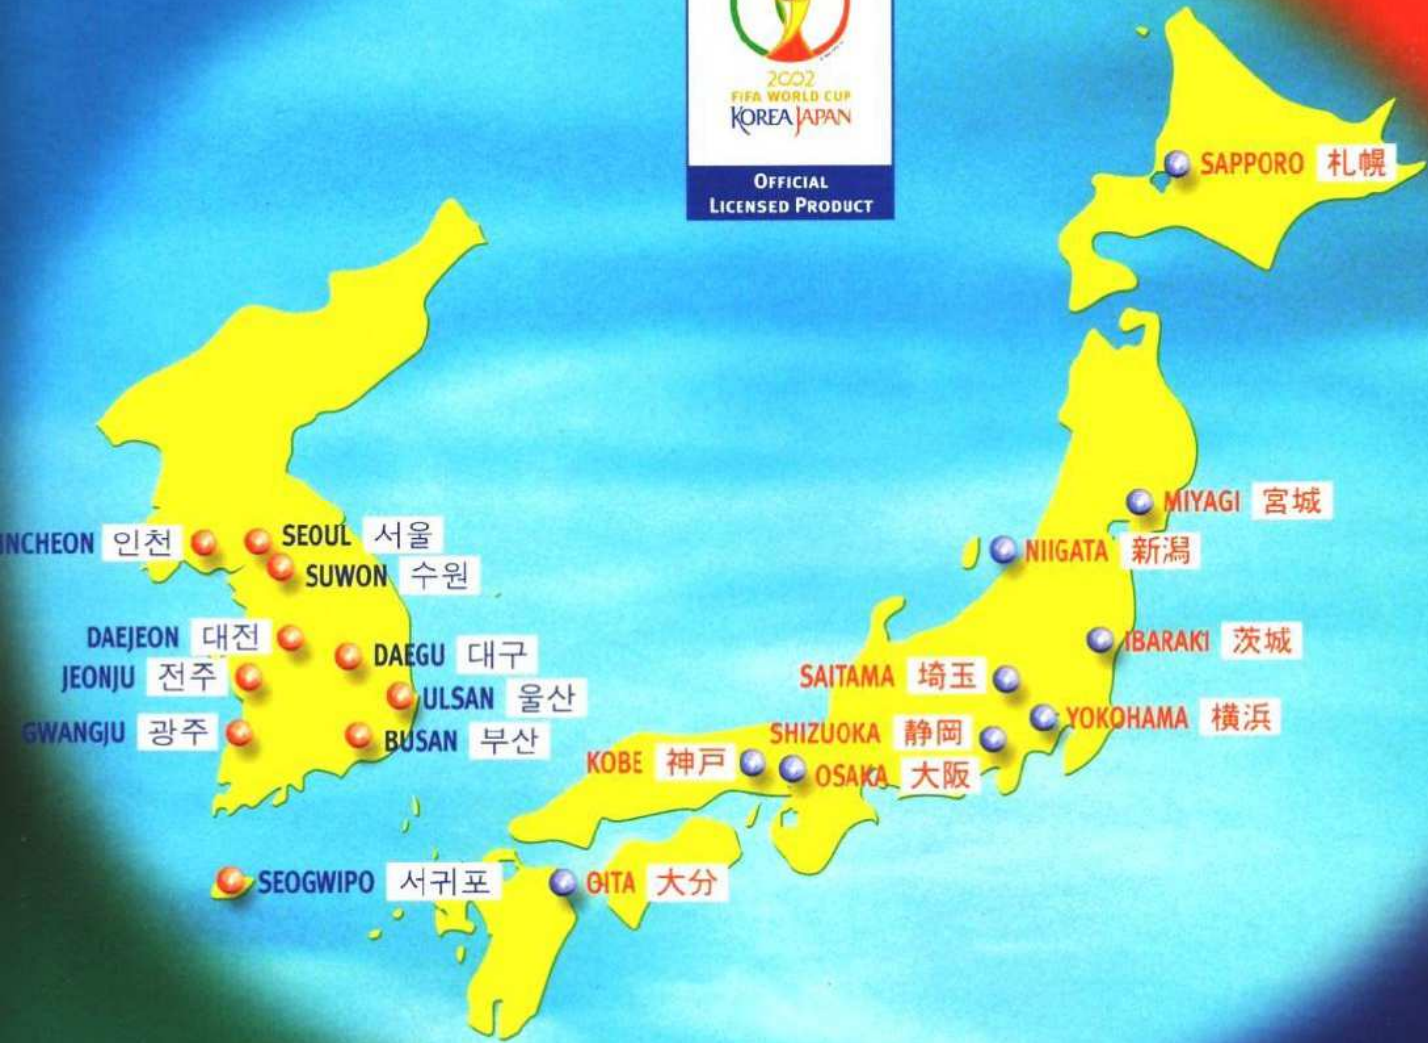 2002
FIFA WORLD CUP
KOREA JAPAN
OFFICIAL
LICENSED PRODUCT
SAPPORO 札幌
MIYAGI 宮城
NIIGATA 新潟
IBARAKI 茨城
SAITAMA 埼玉
YOKOHAMA 横浜
SHIZUOKA 静岡
KOBE 神戸
OSAKA 大阪
OITA 大分
INCHEON 인천
SEOUL 서울
SUWON 수원
DAEJEON 대전
DAEGU 대구
JEONJU 전주
ULSAN 울산
GWANGJU 광주
BUSAN 부산
SEOGWIPO 서귀포